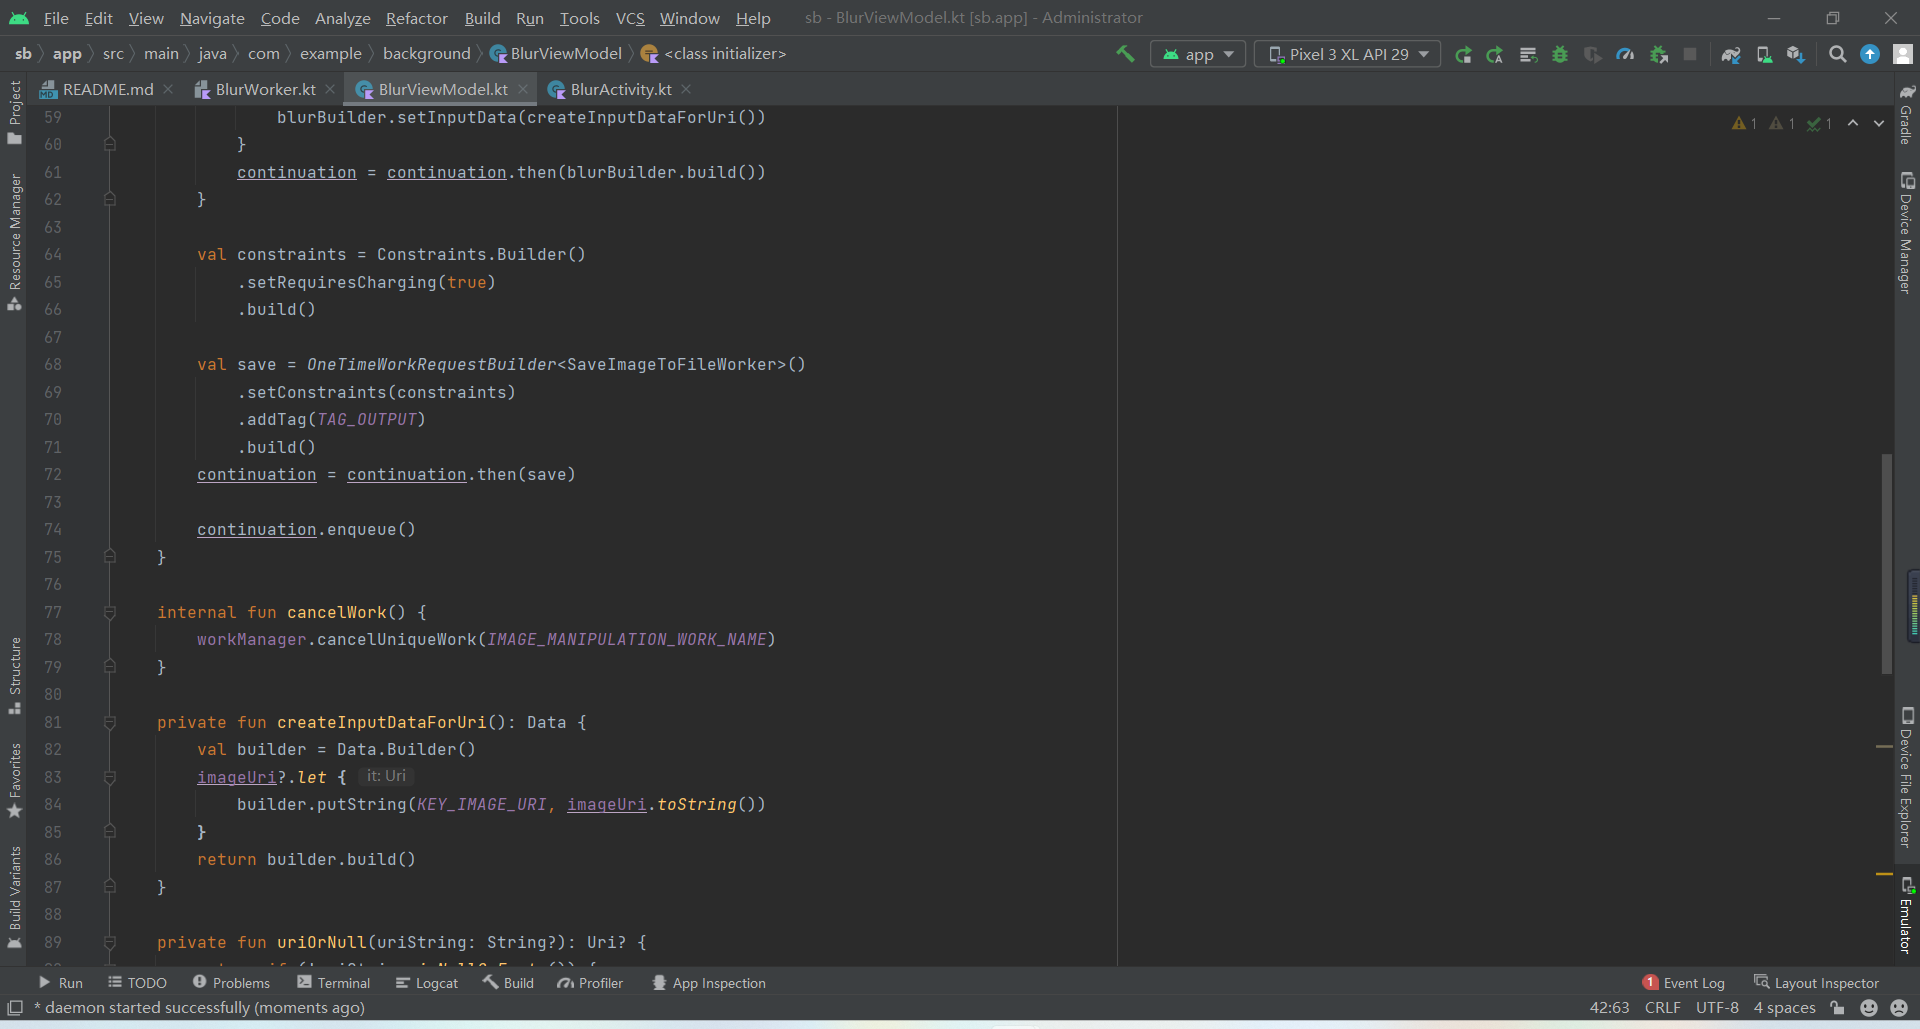 File Edit View Navigate Code Analyze Refactor Build Run Tools VCS Window Help sb - BlurViewModel.kt [sb.app] - Administrator
sb app src main java com example background BlurViewModel <class initializer> app Pixel 3 XL API 29
README.md BlurWorker.kt BlurViewModel.kt BlurActivity.kt
Project
Resource Manager
Structure
Favorites
Build Variants
59 blurBuilder.setInputData(createInputDataForUri())
60 }
61 continuation = continuation.then(blurBuilder.build())
62 }
63
64 val constraints = Constraints.Builder()
65 .setRequiresCharging(true)
66 .build()
67
68 val save = OneTimeWorkRequestBuilder<SaveImageToFileWorker>()
69 .setConstraints(constraints)
70 .addTag(TAG_OUTPUT)
71 .build()
72 continuation = continuation.then(save)
73
74 continuation.enqueue()
75 }
76
77 internal fun cancelWork() {
78 workManager.cancelUniqueWork(IMAGE_MANIPULATION_WORK_NAME)
79 }
80
81 private fun createInputDataForUri(): Data {
82 val builder = Data.Builder()
83 imageUri?.let { it: Uri
84 builder.putString(KEY_IMAGE_URI, imageUri.toString())
85 }
86 return builder.build()
87 }
88
89 private fun uriOrNull(uriString: String?): Uri? {
1 1 1
Gradle
Device Manager
Device File Explorer
Emulator
Run TODO Problems Terminal Logcat Build Profiler App Inspection 1 Event Log Layout Inspector
* daemon started successfully (moments ago) 42:63 CRLF UTF-8 4 spaces